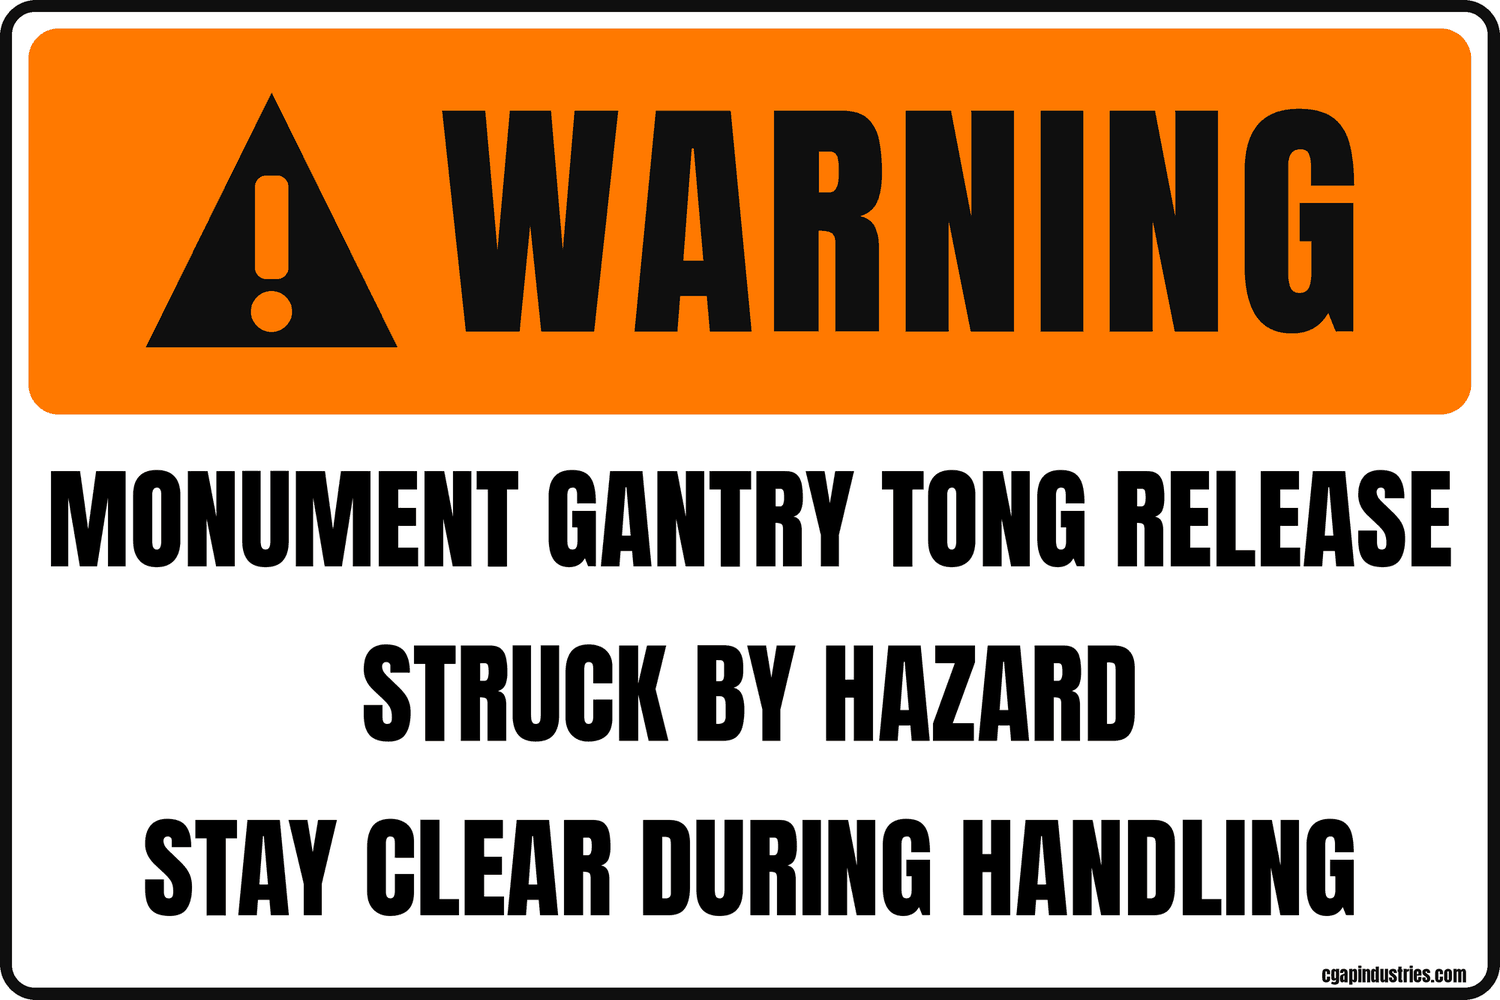 WARNING
MONUMENT GANTRY TONG RELEASE
STRUCK BY HAZARD
STAY CLEAR DURING HANDLING
cgapindustries.com